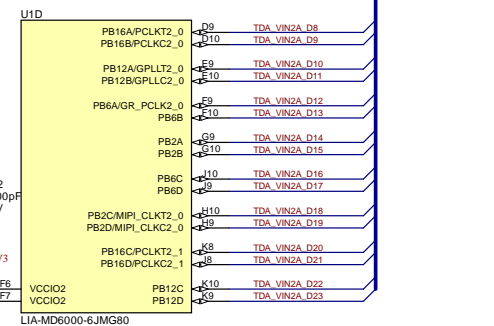 U1D
PB16A/PCLKT2_0 D9 TDA_VIN2A_D8
PB16B/PCLKC2_0 D10 TDA_VIN2A_D9
PB12A/GPLLT2_0 E9 TDA_VIN2A_D10
PB12B/GPLLC2_0 E10 TDA_VIN2A_D11
PB6A/GR_PCLK2_0 F9 TDA_VIN2A_D12
PB6B F10 TDA_VIN2A_D13
PB2A G9 TDA_VIN2A_D14
PB2B G10 TDA_VIN2A_D15
PB6C J10 TDA_VIN2A_D16
PB6D J9 TDA_VIN2A_D17
2
PB2C/MIPI_CLKT2_0 H10 TDA_VIN2A_D18
00pF
PB2D/MIPI_CLKC2_0 H9 TDA_VIN2A_D19
PB16C/PCLKT2_1 K8 TDA_VIN2A_D20
/3
PB16D/PCLKC2_1 J8 TDA_VIN2A_D21
F6 VCCIO2 PB12C K10 TDA_VIN2A_D22
F7 VCCIO2 PB12D K9 TDA_VIN2A_D23
LIA-MD6000-6JMG80